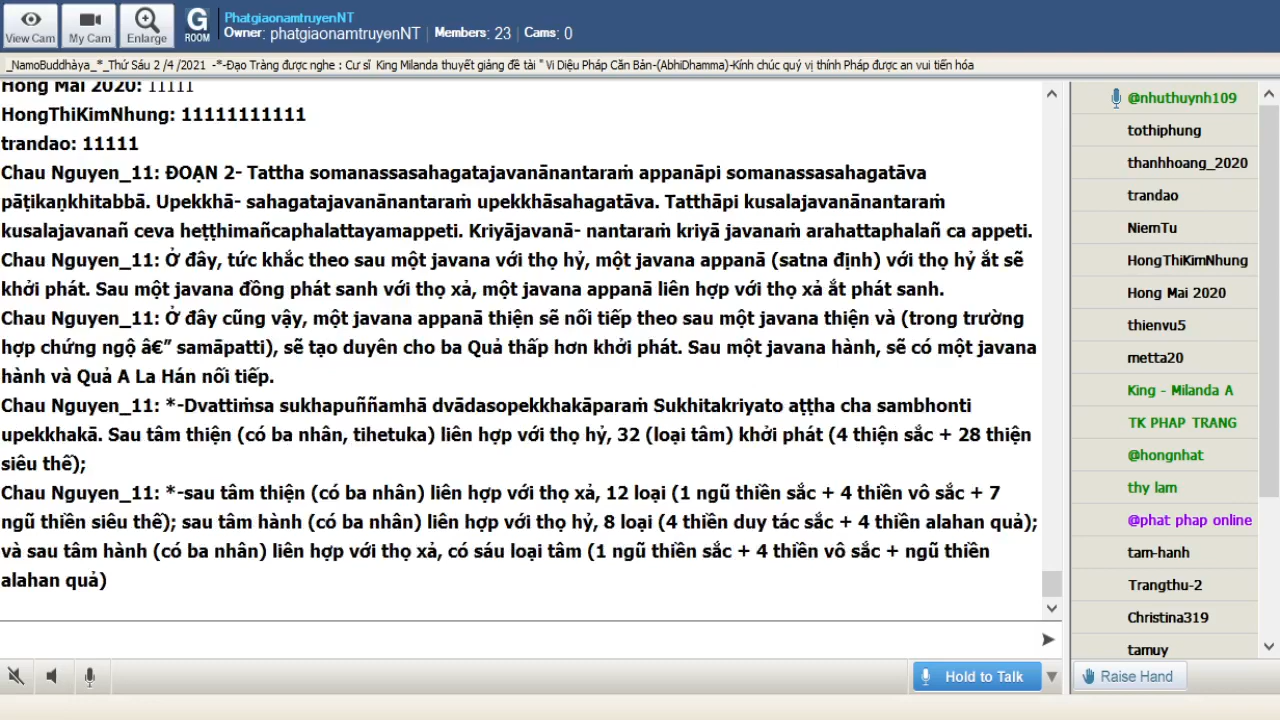 View Cam
My Cam
Enlarge
G
ROOM
PhatgiaonamtruyenNT
Owner: phatgiaonamtruyenNT | Members: 23 | Cams: 0
_NamoBuddhàya_*_Thứ Sáu 2 /4 /2021 -*-Đạo Tràng được nghe : Cư sĩ King Milanda thuyết giảng đề tài " Vi Diệu Pháp Căn Bản-(AbhiDhamma)-Kính chúc quý vị thính Pháp được an vui tiến hóa
Hong Mai 2020: 11111
HongThiKimNhung: 11111111111
trandao: 11111
Chau Nguyen_11: ĐOẠN 2- Tattha somanassasahagatajavanānantaraṁ appanāpi somanassasahagatāva
pāṭikaṇkhitabbā. Upekkhā- sahagatajavanānantaraṁ upekkhāsahagatāva. Tatthāpi kusalajavanānantaraṁ
kusalajavanañ ceva heṭṭhimañcaphalattayamappeti. Kriyājavanā- nantaraṁ kriyā javanaṁ arahattaphalañ ca appeti.
Chau Nguyen_11: Ở đây, tức khắc theo sau một javana với thọ hỷ, một javana appanā (satna định) với thọ hỷ ắt sẽ
khởi phát. Sau một javana đồng phát sanh với thọ xả, một javana appanā liên hợp với thọ xả ắt phát sanh.
Chau Nguyen_11: Ở đây cũng vậy, một javana appanā thiện sẽ nối tiếp theo sau một javana thiện và (trong trường
hợp chứng ngộ â€” samāpatti), sẽ tạo duyên cho ba Quả thấp hơn khởi phát. Sau một javana hành, sẽ có một javana
hành và Quả A La Hán nối tiếp.
Chau Nguyen_11: *-Dvattiṁsa sukhapuññamhā dvādasopekkhakāparaṁ Sukhitakriyato aṭṭha cha sambhonti
upekkhakā. Sau tâm thiện (có ba nhân, tihetuka) liên hợp với thọ hỷ, 32 (loại tâm) khởi phát (4 thiện sắc + 28 thiện
siêu thế);
Chau Nguyen_11: *-sau tâm thiện (có ba nhân) liên hợp với thọ xả, 12 loại (1 ngũ thiền sắc + 4 thiền vô sắc + 7
ngũ thiền siêu thế); sau tâm hành (có ba nhân) liên hợp với thọ hỷ, 8 loại (4 thiền duy tác sắc + 4 thiền alahan quả);
và sau tâm hành (có ba nhân) liên hợp với thọ xả, có sáu loại tâm (1 ngũ thiền sắc + 4 thiền vô sắc + ngũ thiền
alahan quả)
@nhuthuynh109
tothiphung
thanhhoang_2020
trandao
NiemTu
HongThiKimNhung
Hong Mai 2020
thienvu5
metta20
King - Milanda A
TK PHAP TRANG
@hongnhat
thy lam
@phat phap online
tam-hanh
Trangthu-2
Christina319
tamuy
Hold to Talk
Raise Hand